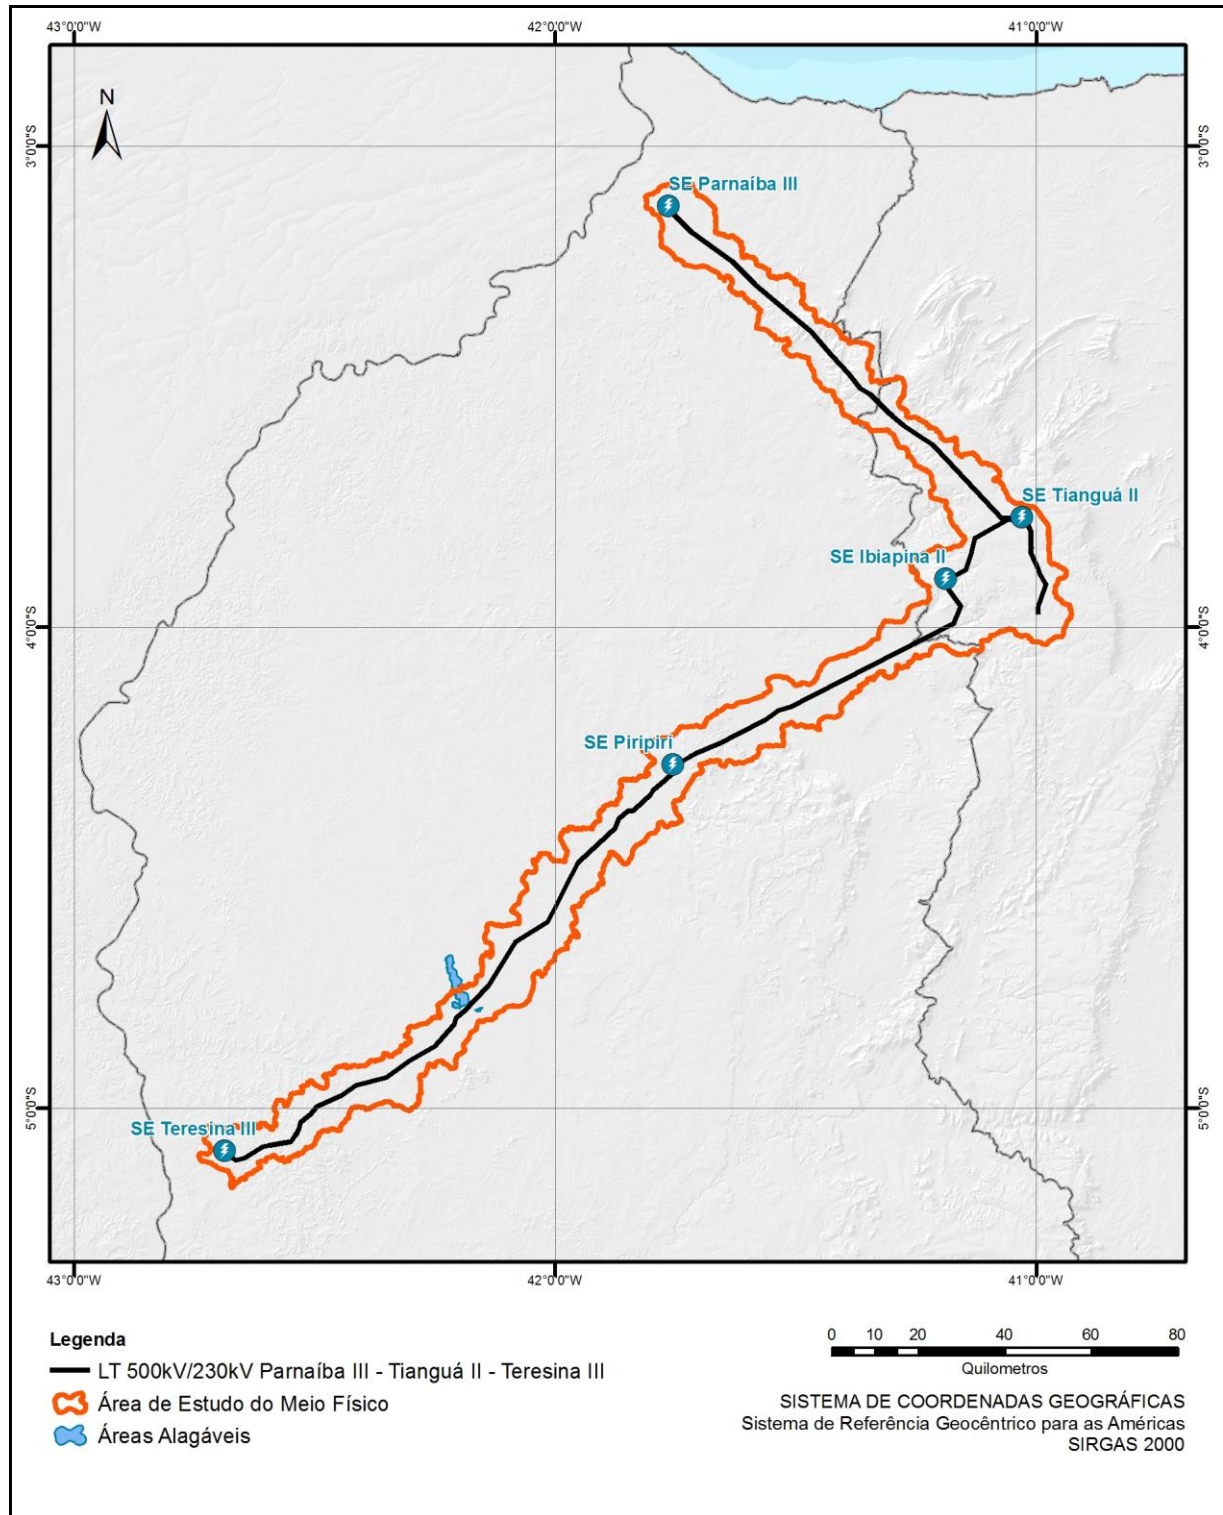 43°0'0"W 42°0'0"W 41°0'0"W
N
3°0'0"S 3°0'0"S
SE Parnaíba III
SE Tianguá II
SE Ibiapina II
4°0'0"S 4°0'0"S
SE Piripiri
5°0'0"S 5°0'0"S
SE Teresina III
43°0'0"W 42°0'0"W 41°0'0"W
Legenda
LT 500kV/230kV Parnaíba III - Tianguá II - Teresina III
Área de Estudo do Meio Físico
Áreas Alagáveis
0 10 20 40 60 80
Quilometros
SISTEMA DE COORDENADAS GEOGRÁFICAS
Sistema de Referência Geocêntrico para as Américas
SIRGAS 2000